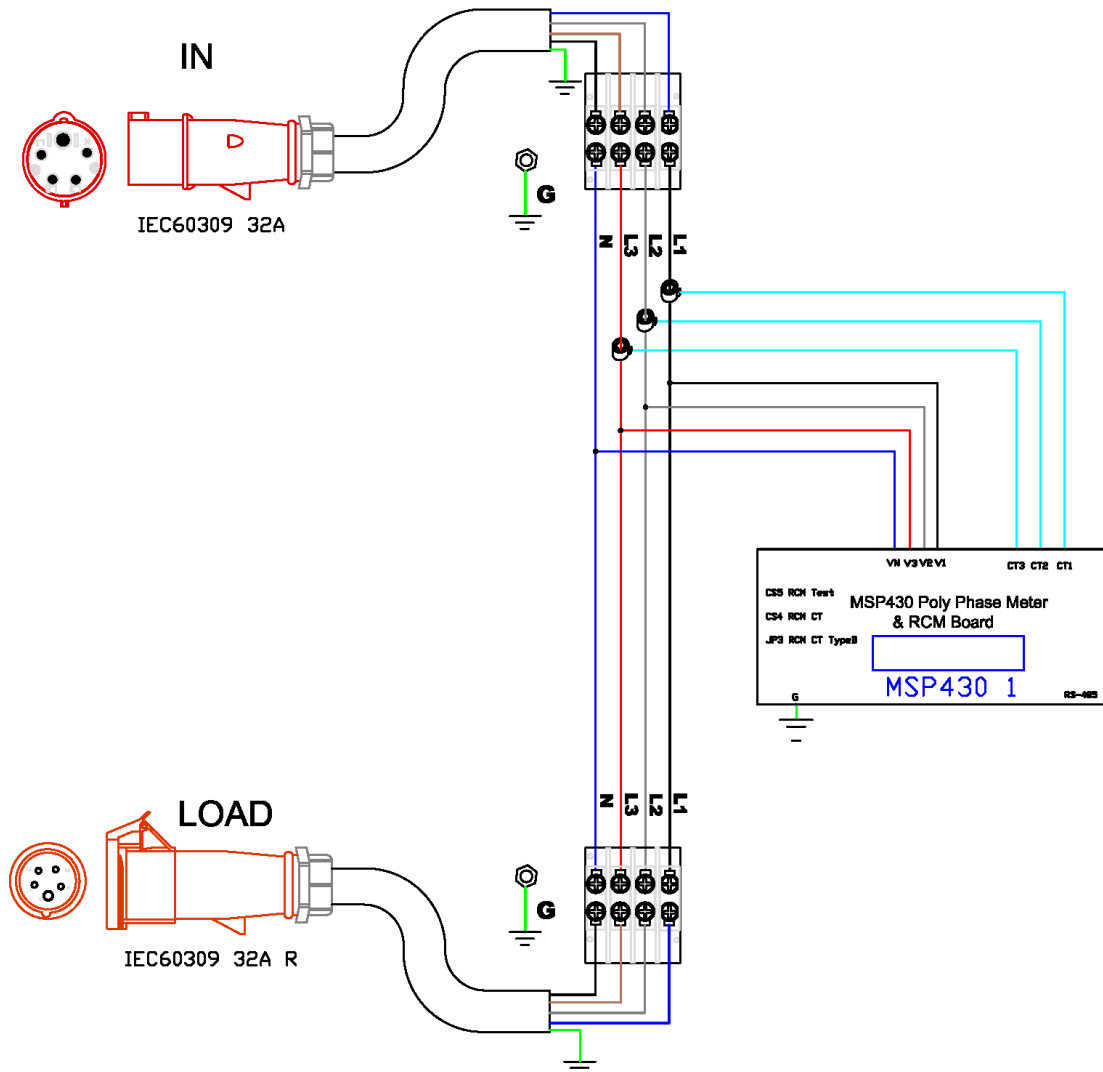 IN
IEC60309 32A
G
N L3 L2 L1
VN V3 V2 V1 CT3 CT2 CT1
CS5 RCM Test
MSP430 Poly Phase Meter
& RCM Board
CS4 RCM CT
JP3 RCM CT TypeB
MSP430 1
G
RS-485
N L3 L2 L1
LOAD
G
IEC60309 32A R